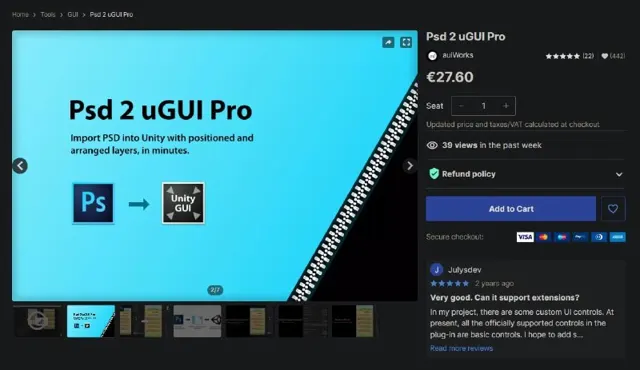 Home > Tools > GUI > Psd 2 uGUI Pro
Psd 2 uGUI Pro
Import PSD into Unity with positioned and
arranged layers, in minutes.
Ps
Unity
GUI
2/7
Psd 2 uGUI Pro
auiWorks
(22)
(442)
€27.60
Seat
- 1 +
Updated price and taxes/VAT calculated at checkout.
39 views in the past week
Refund policy
Add to Cart
Secure checkout:
VISA
J
Julysdev
2 years ago
Very good. Can it support extensions?
In my project, there are some custom UI controls. At
present, all the officially supported controls in the
plug-in are basic controls. I hope to add s...
Read more reviews